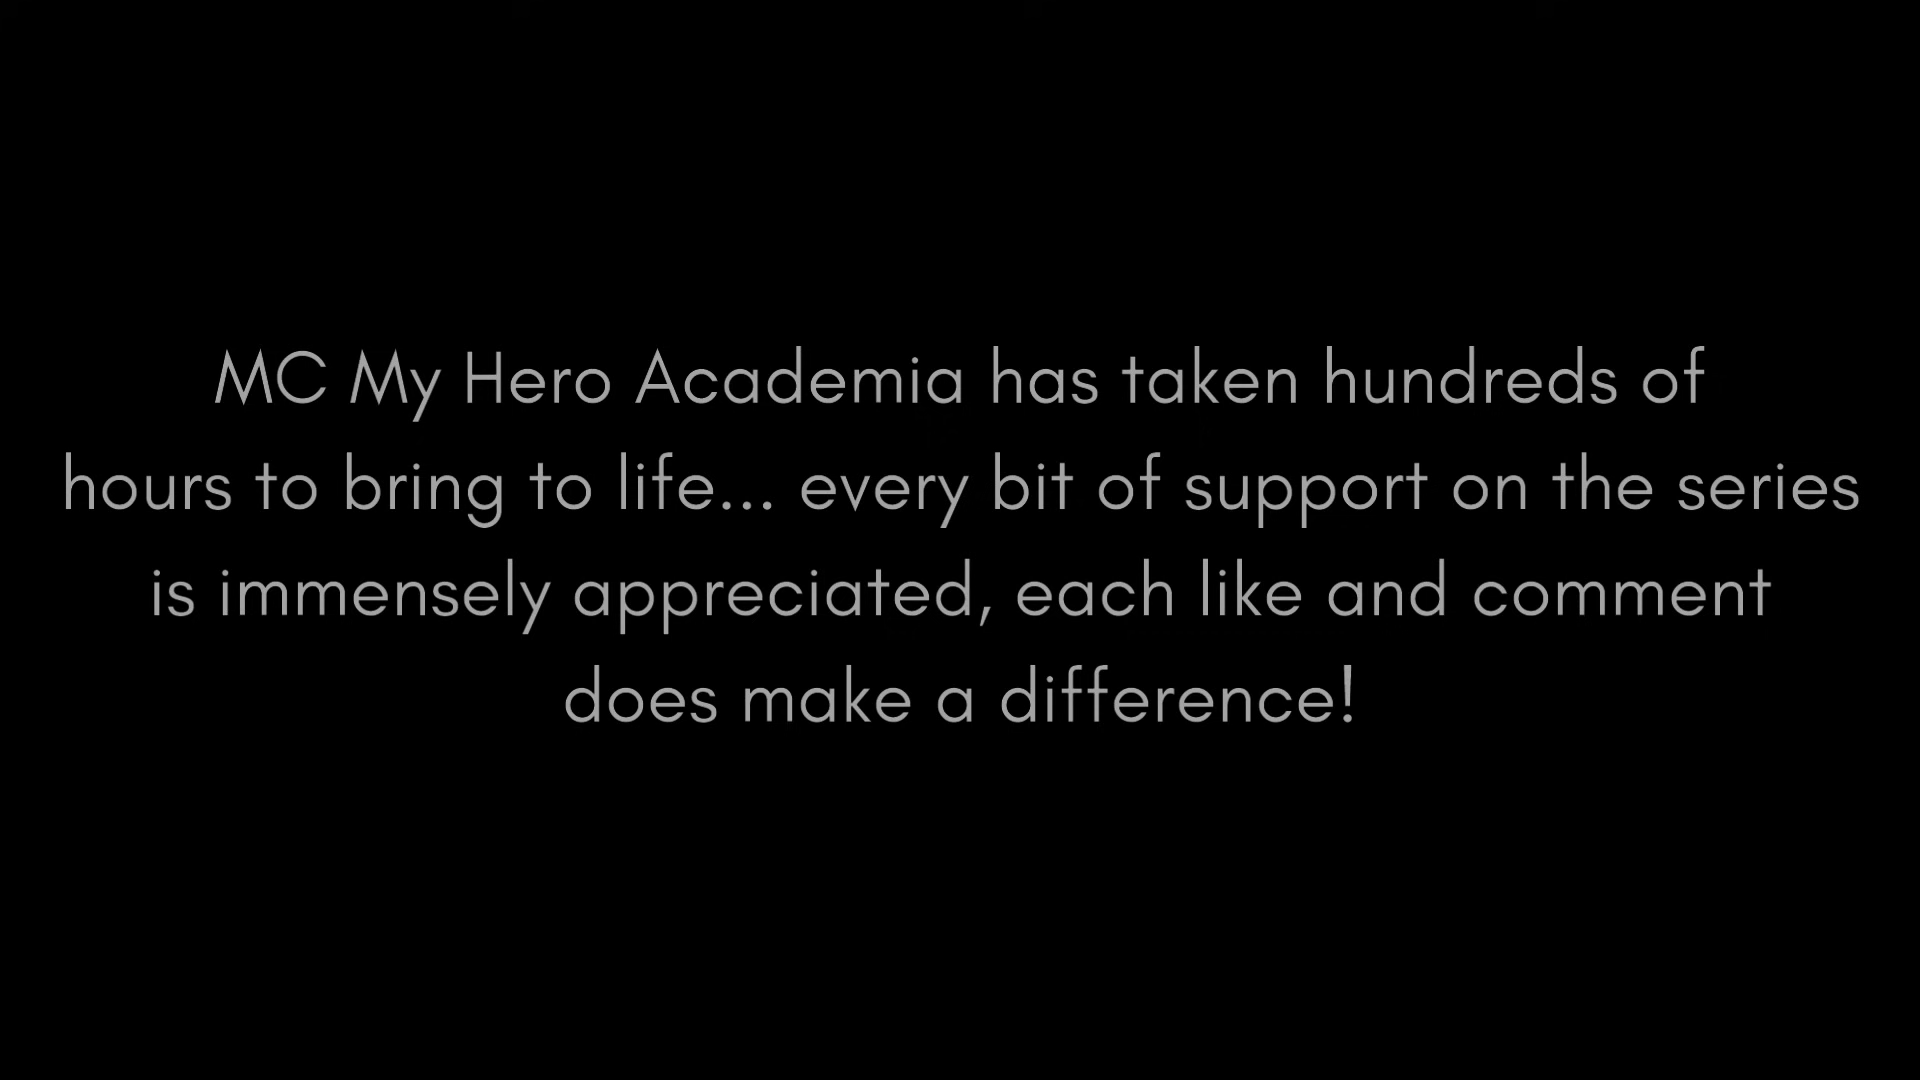 MC My Hero Academia has taken hundreds of
hours to bring to life... every bit of support on the series
is immensely appreciated, each like and comment
does make a difference!